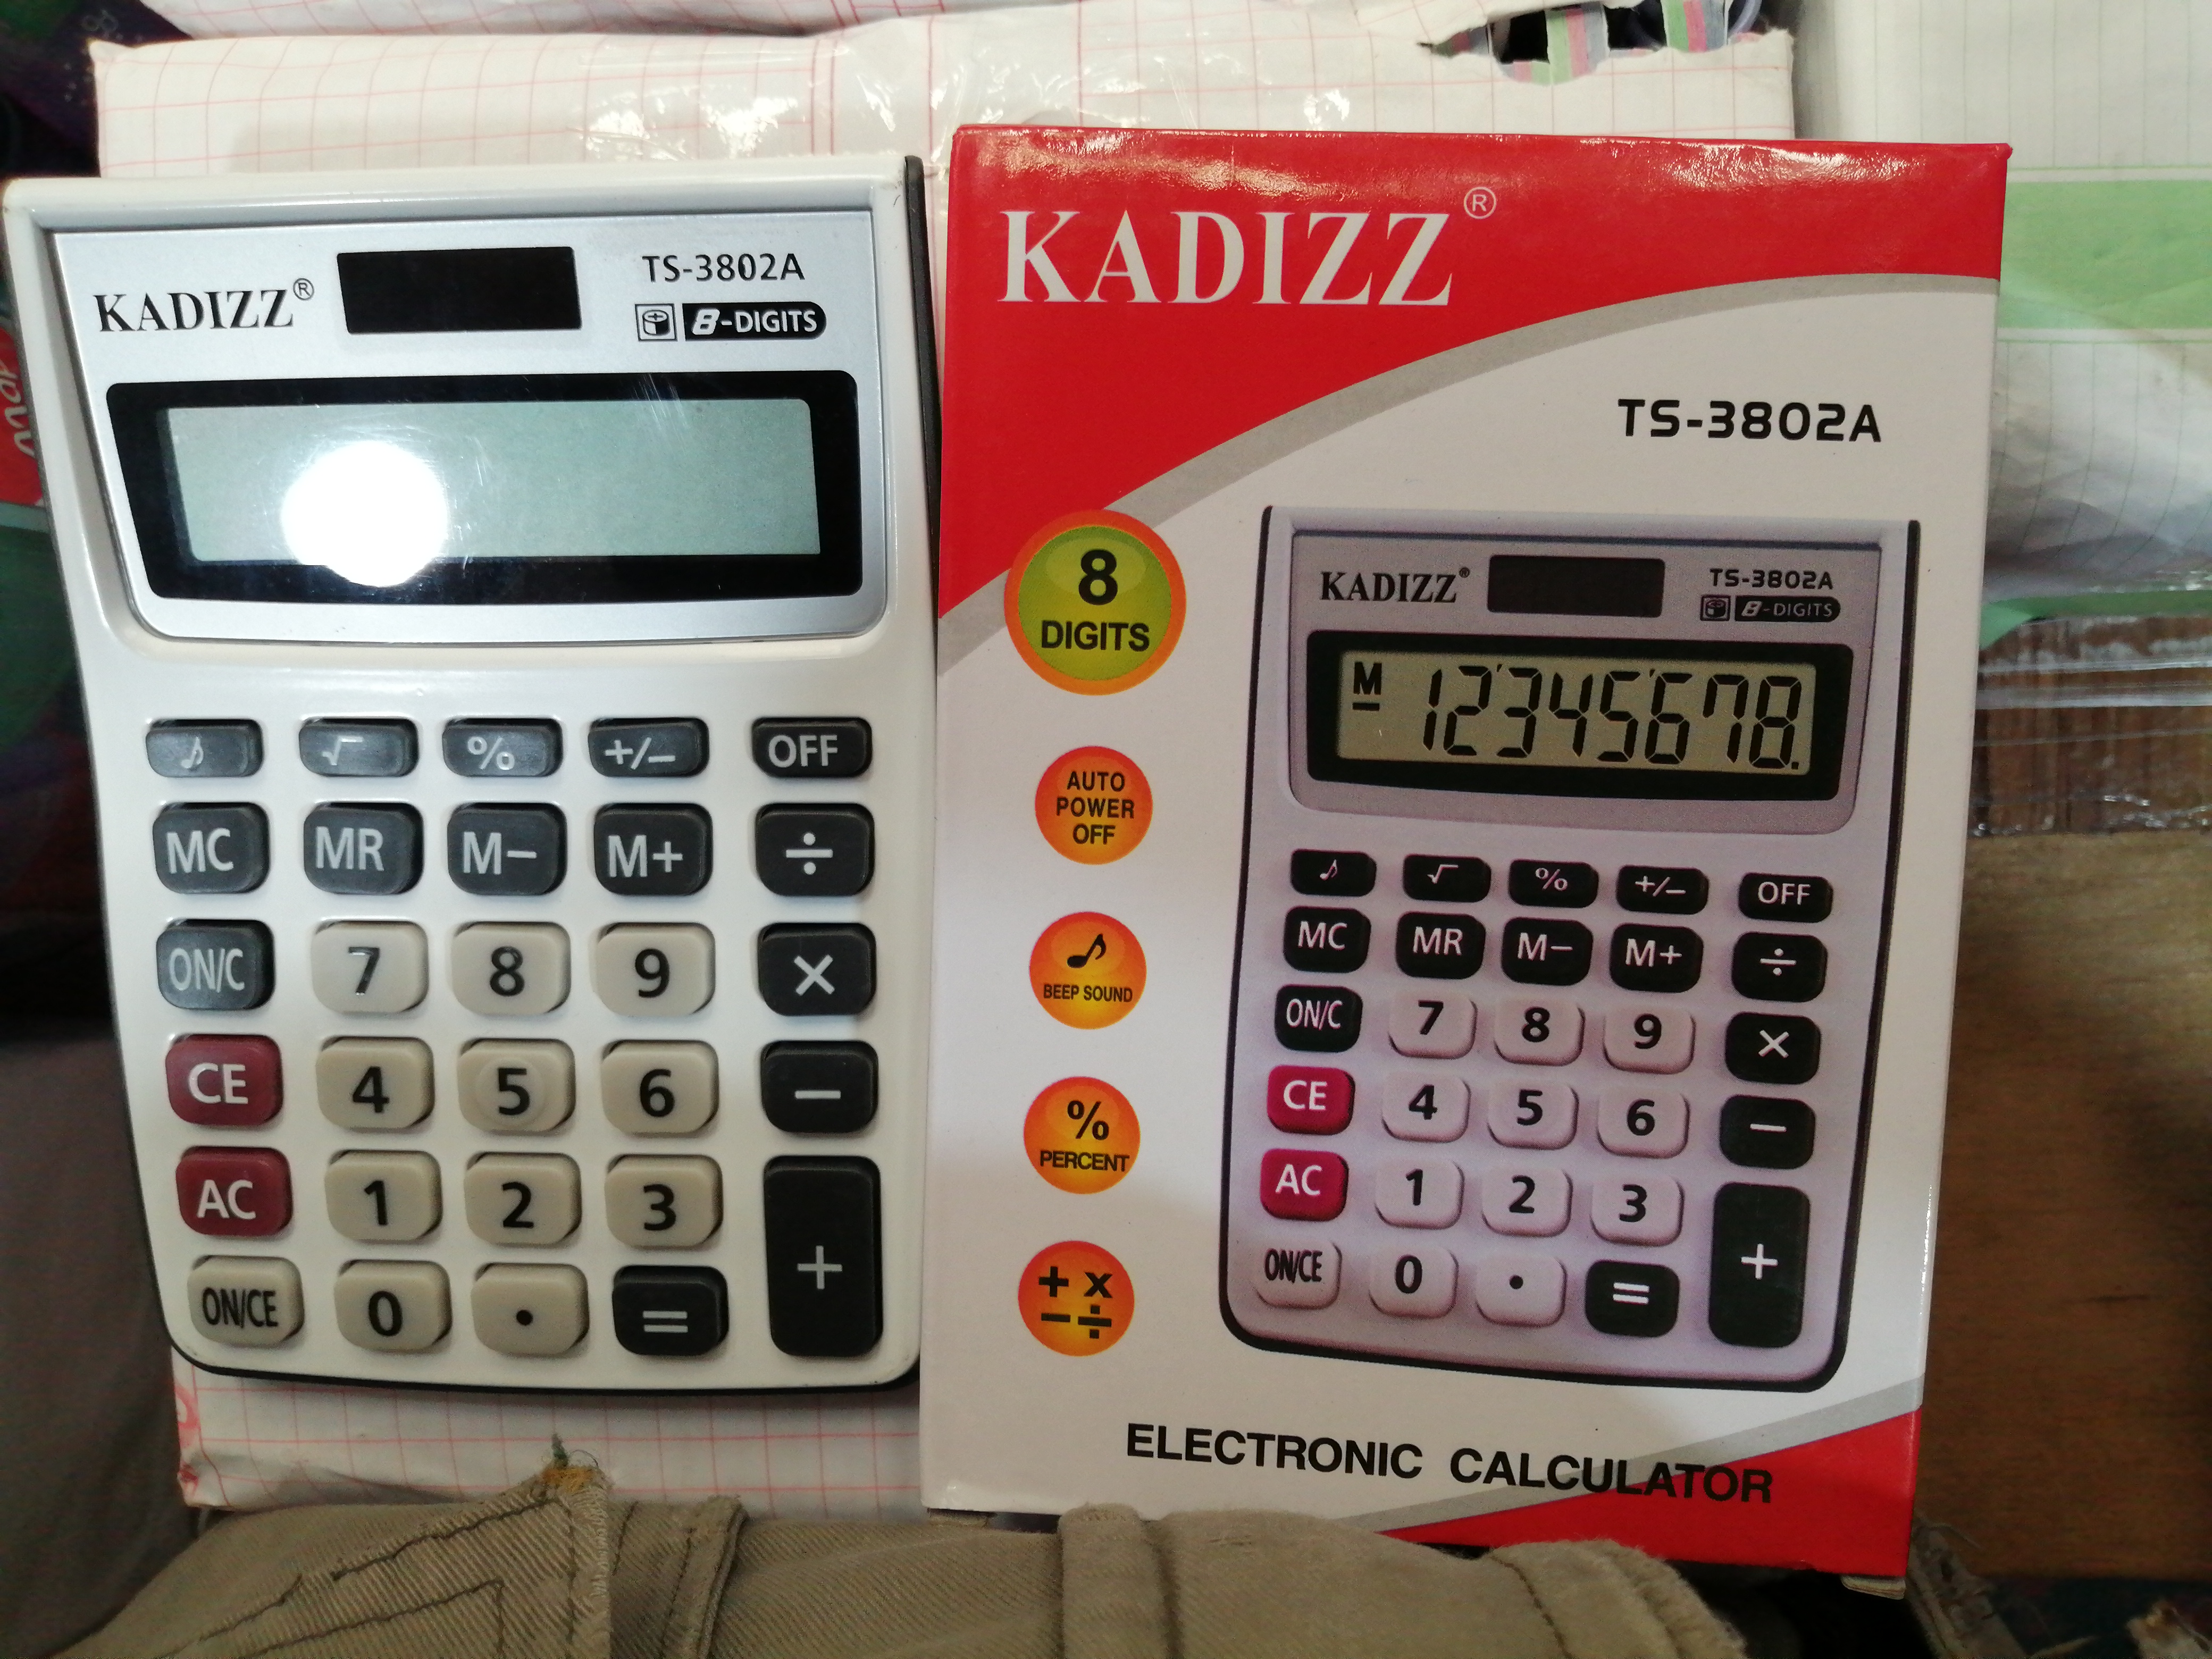 KADIZZ®
TS-3802A
8-DIGITS
♪ √ % +/− OFF
MC MR M− M+ ÷
ON/C 7 8 9 ×
CE 4 5 6 −
AC 1 2 3 +
ON/CE 0 . =
KADIZZ®
TS-3802A
8
DIGITS
AUTO
POWER
OFF
♪
BEEP SOUND
%
PERCENT
+ x
− ÷
KADIZZ®
TS-3802A
8-DIGITS
M
− 12'345'678.
♪ √ % +/− OFF
MC MR M− M+ ÷
ON/C 7 8 9 ×
CE 4 5 6 −
AC 1 2 3 +
ON/CE 0 . =
ELECTRONIC CALCULATOR